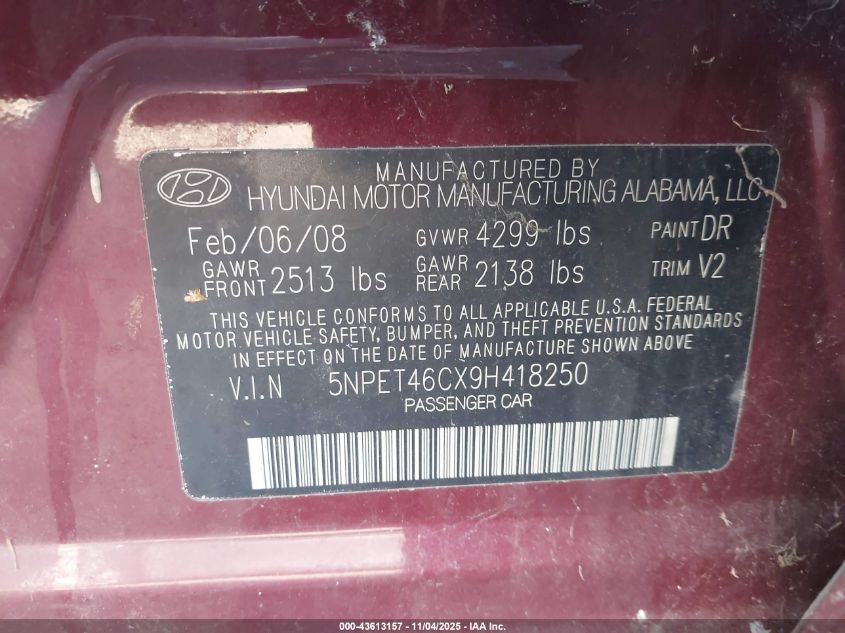 MANUFACTURED BY
HYUNDAI MOTOR MANUFACTURING ALABAMA, LLC
Feb/06/08 GVWR 4299 lbs PAINT DR
GAWR FRONT 2513 lbs GAWR REAR 2138 lbs TRIM V2
THIS VEHICLE CONFORMS TO ALL APPLICABLE U.S.A. FEDERAL
MOTOR VEHICLE SAFETY, BUMPER, AND THEFT PREVENTION STANDARDS
IN EFFECT ON THE DATE OF MANUFACTURE SHOWN ABOVE.
V.I.N 5NPET46CX9H418250
PASSENGER CAR
000-43613157 - 11/04/2025 - IAA Inc.